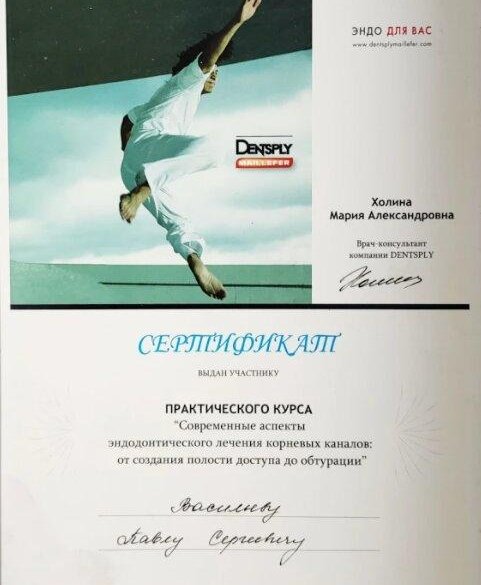 ЭНДО ДЛЯ ВАС
www.dentsplymaillefer.com
DENTSPLY
MAILLEFER
Холина
Мария Александровна
Врач-консультант
компании DENTSPLY
СЕРТИФИКАТ
ВЫДАН УЧАСТНИКУ
ПРАКТИЧЕСКОГО КУРСА
“Современные аспекты
эндодонтического лечения корневых каналов:
от создания полости доступа до обтурации”
Васильеву
Павлу Сергеевичу